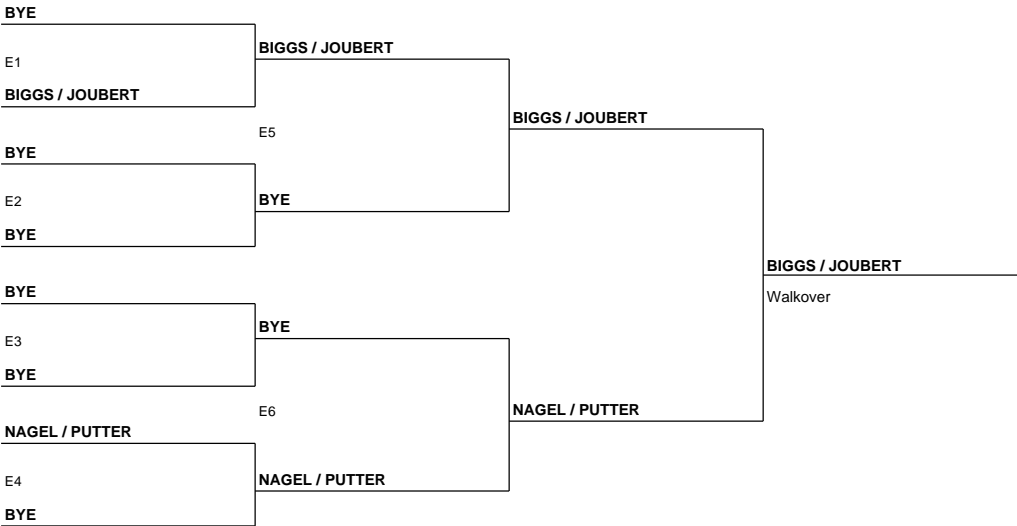 BYE
BIGGS / JOUBERT
E1
BIGGS / JOUBERT
BIGGS / JOUBERT
E5
BYE
E2
BYE
BYE
BIGGS / JOUBERT
BYE
Walkover
BYE
E3
BYE
E6
NAGEL / PUTTER
NAGEL / PUTTER
E4
NAGEL / PUTTER
BYE